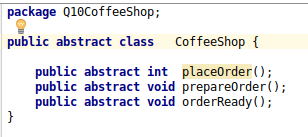 package Q10CoffeeShop;
public abstract class   CoffeeShop {
public abstract int  placeOrder();
public abstract void prepareOrder();
public abstract void orderReady();
}